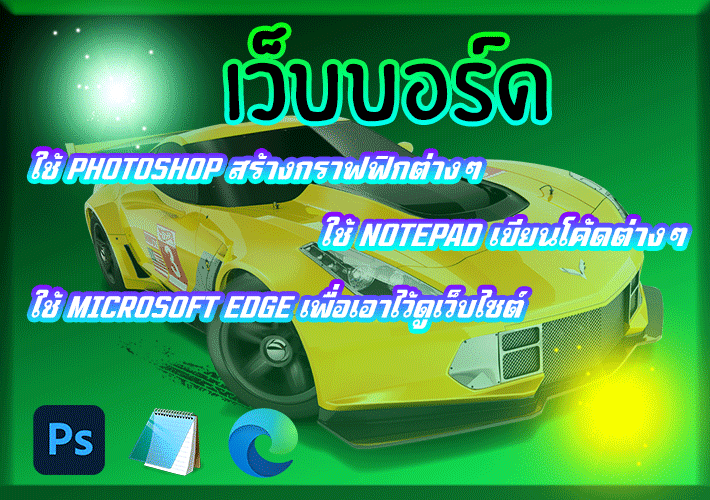 เว็บบอร์ด
ใช้ PHOTOSHOP สร้างกราฟฟิกต่างๆ
ใช้ NOTEPAD เขียนโค้ดต่างๆ
ใช้ MICROSOFT EDGE เพื่อเอาไว้ดูเว็บไซต์
3
Ps